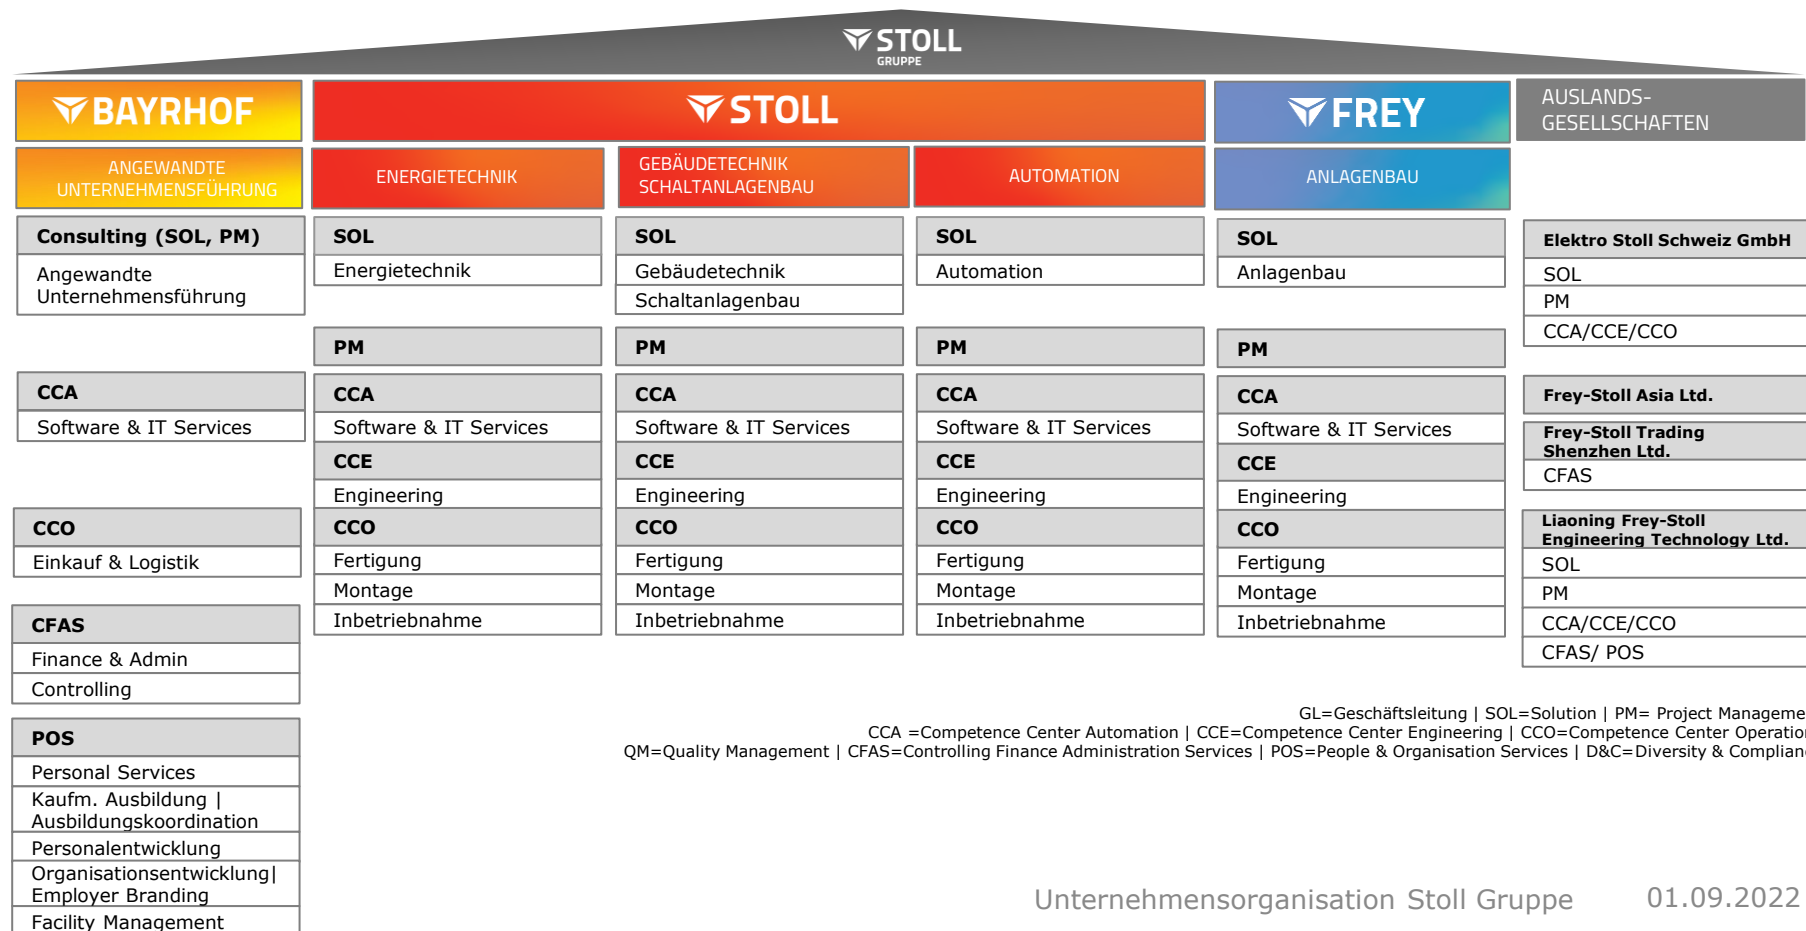 STOLL
GRUPPE
BAYRHOF
STOLL
FREY
AUSLANDS-
GESELLSCHAFTEN
ANGEWANDTE
UNTERNEHMENSFÜHRUNG
ENERGIETECHNIK
GEBÄUDETECHNIK
SCHALTANLAGENBAU
AUTOMATION
ANLAGENBAU
Consulting (SOL, PM)
Angewandte
Unternehmensführung
CCA
Software & IT Services
CCO
Einkauf & Logistik
CFAS
Finance & Admin
Controlling
POS
Personal Services
Kaufm. Ausbildung |
Ausbildungskoordination
Personalentwicklung
Organisationsentwicklung|
Employer Branding
Facility Management
SOL
Energietechnik
PM
CCA
Software & IT Services
CCE
Engineering
CCO
Fertigung
Montage
Inbetriebnahme
SOL
Gebäudetechnik
Schaltanlagenbau
PM
CCA
Software & IT Services
CCE
Engineering
CCO
Fertigung
Montage
Inbetriebnahme
SOL
Automation
PM
CCA
Software & IT Services
CCE
Engineering
CCO
Fertigung
Montage
Inbetriebnahme
SOL
Anlagenbau
PM
CCA
Software & IT Services
CCE
Engineering
CCO
Fertigung
Montage
Inbetriebnahme
Elektro Stoll Schweiz GmbH
SOL
PM
CCA/CCE/CCO
Frey-Stoll Asia Ltd.
Frey-Stoll Trading
Shenzhen Ltd.
CFAS
Liaoning Frey-Stoll
Engineering Technology Ltd.
SOL
PM
CCA/CCE/CCO
CFAS/ POS
GL=Geschäftsleitung | SOL=Solution | PM= Project Manageme
CCA =Competence Center Automation | CCE=Competence Center Engineering | CCO=Competence Center Operation
QM=Quality Management | CFAS=Controlling Finance Administration Services | POS=People & Organisation Services | D&C=Diversity & Complian
Unternehmensorganisation Stoll Gruppe 01.09.2022